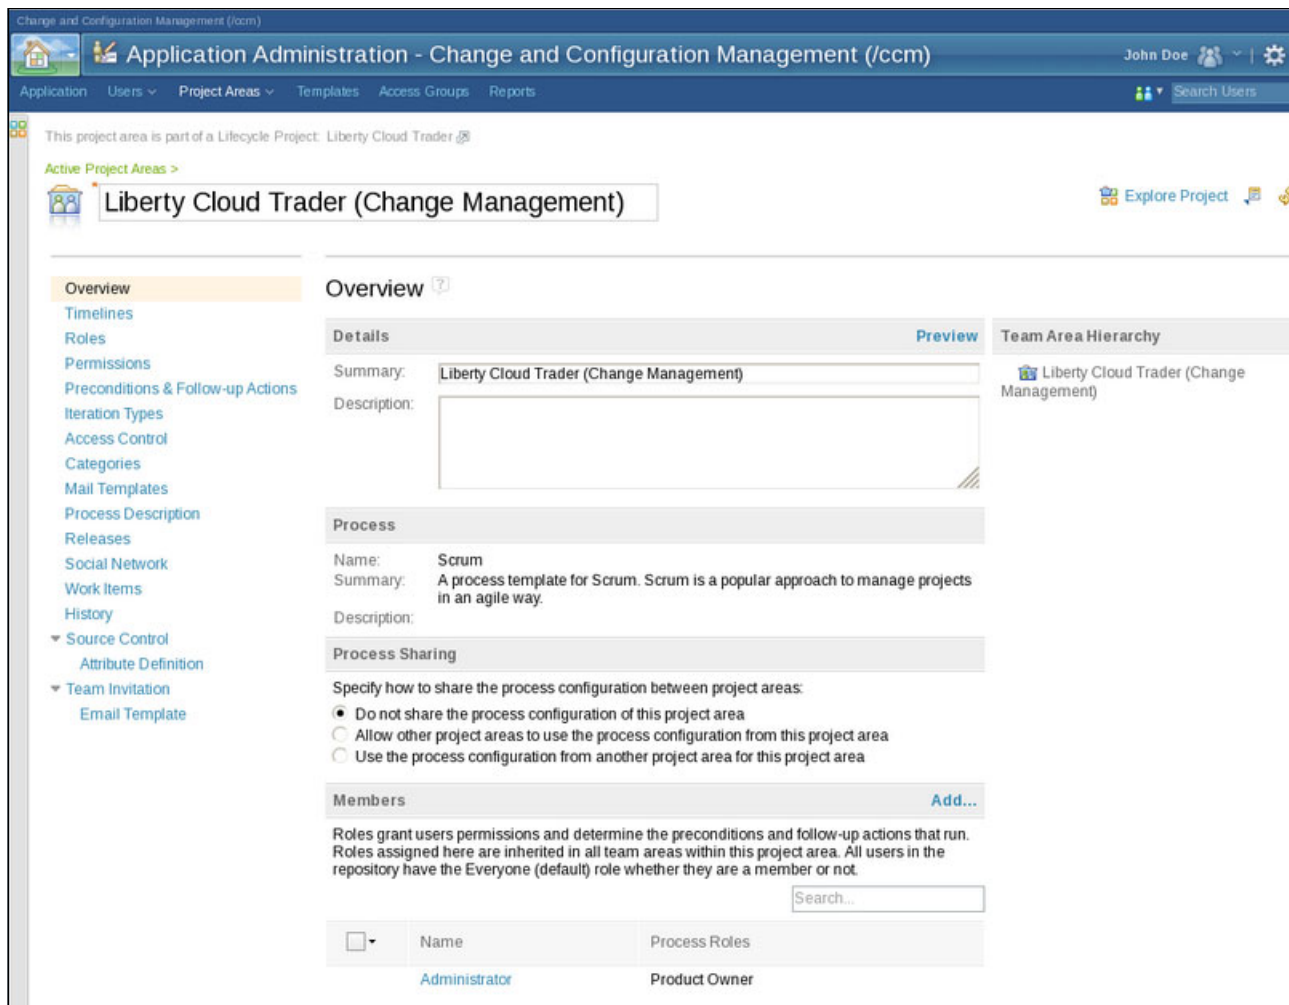 Change and Configuration Management (/ccm)
Application Administration - Change and Configuration Management (/ccm)
John Doe
Application Users Project Areas Templates Access Groups Reports
Search Users
This project area is part of a Lifecycle Project: Liberty Cloud Trader
Active Project Areas >
* Liberty Cloud Trader (Change Management)
Explore Project
Overview
Timelines
Roles
Permissions
Preconditions & Follow-up Actions
Iteration Types
Access Control
Categories
Mail Templates
Process Description
Releases
Social Network
Work Items
History
Source Control
Attribute Definition
Team Invitation
Email Template
Overview ?
Details Preview
Summary: Liberty Cloud Trader (Change Management)
Description:
Process
Name: Scrum
Summary: A process template for Scrum. Scrum is a popular approach to manage projects
in an agile way.
Description:
Process Sharing
Specify how to share the process configuration between project areas:
Do not share the process configuration of this project area
Allow other project areas to use the process configuration from this project area
Use the process configuration from another project area for this project area
Members Add...
Roles grant users permissions and determine the preconditions and follow-up actions that run.
Roles assigned here are inherited in all team areas within this project area. All users in the
repository have the Everyone (default) role whether they are a member or not.
Search...
Name Process Roles
Administrator Product Owner
Team Area Hierarchy
Liberty Cloud Trader (Change
Management)